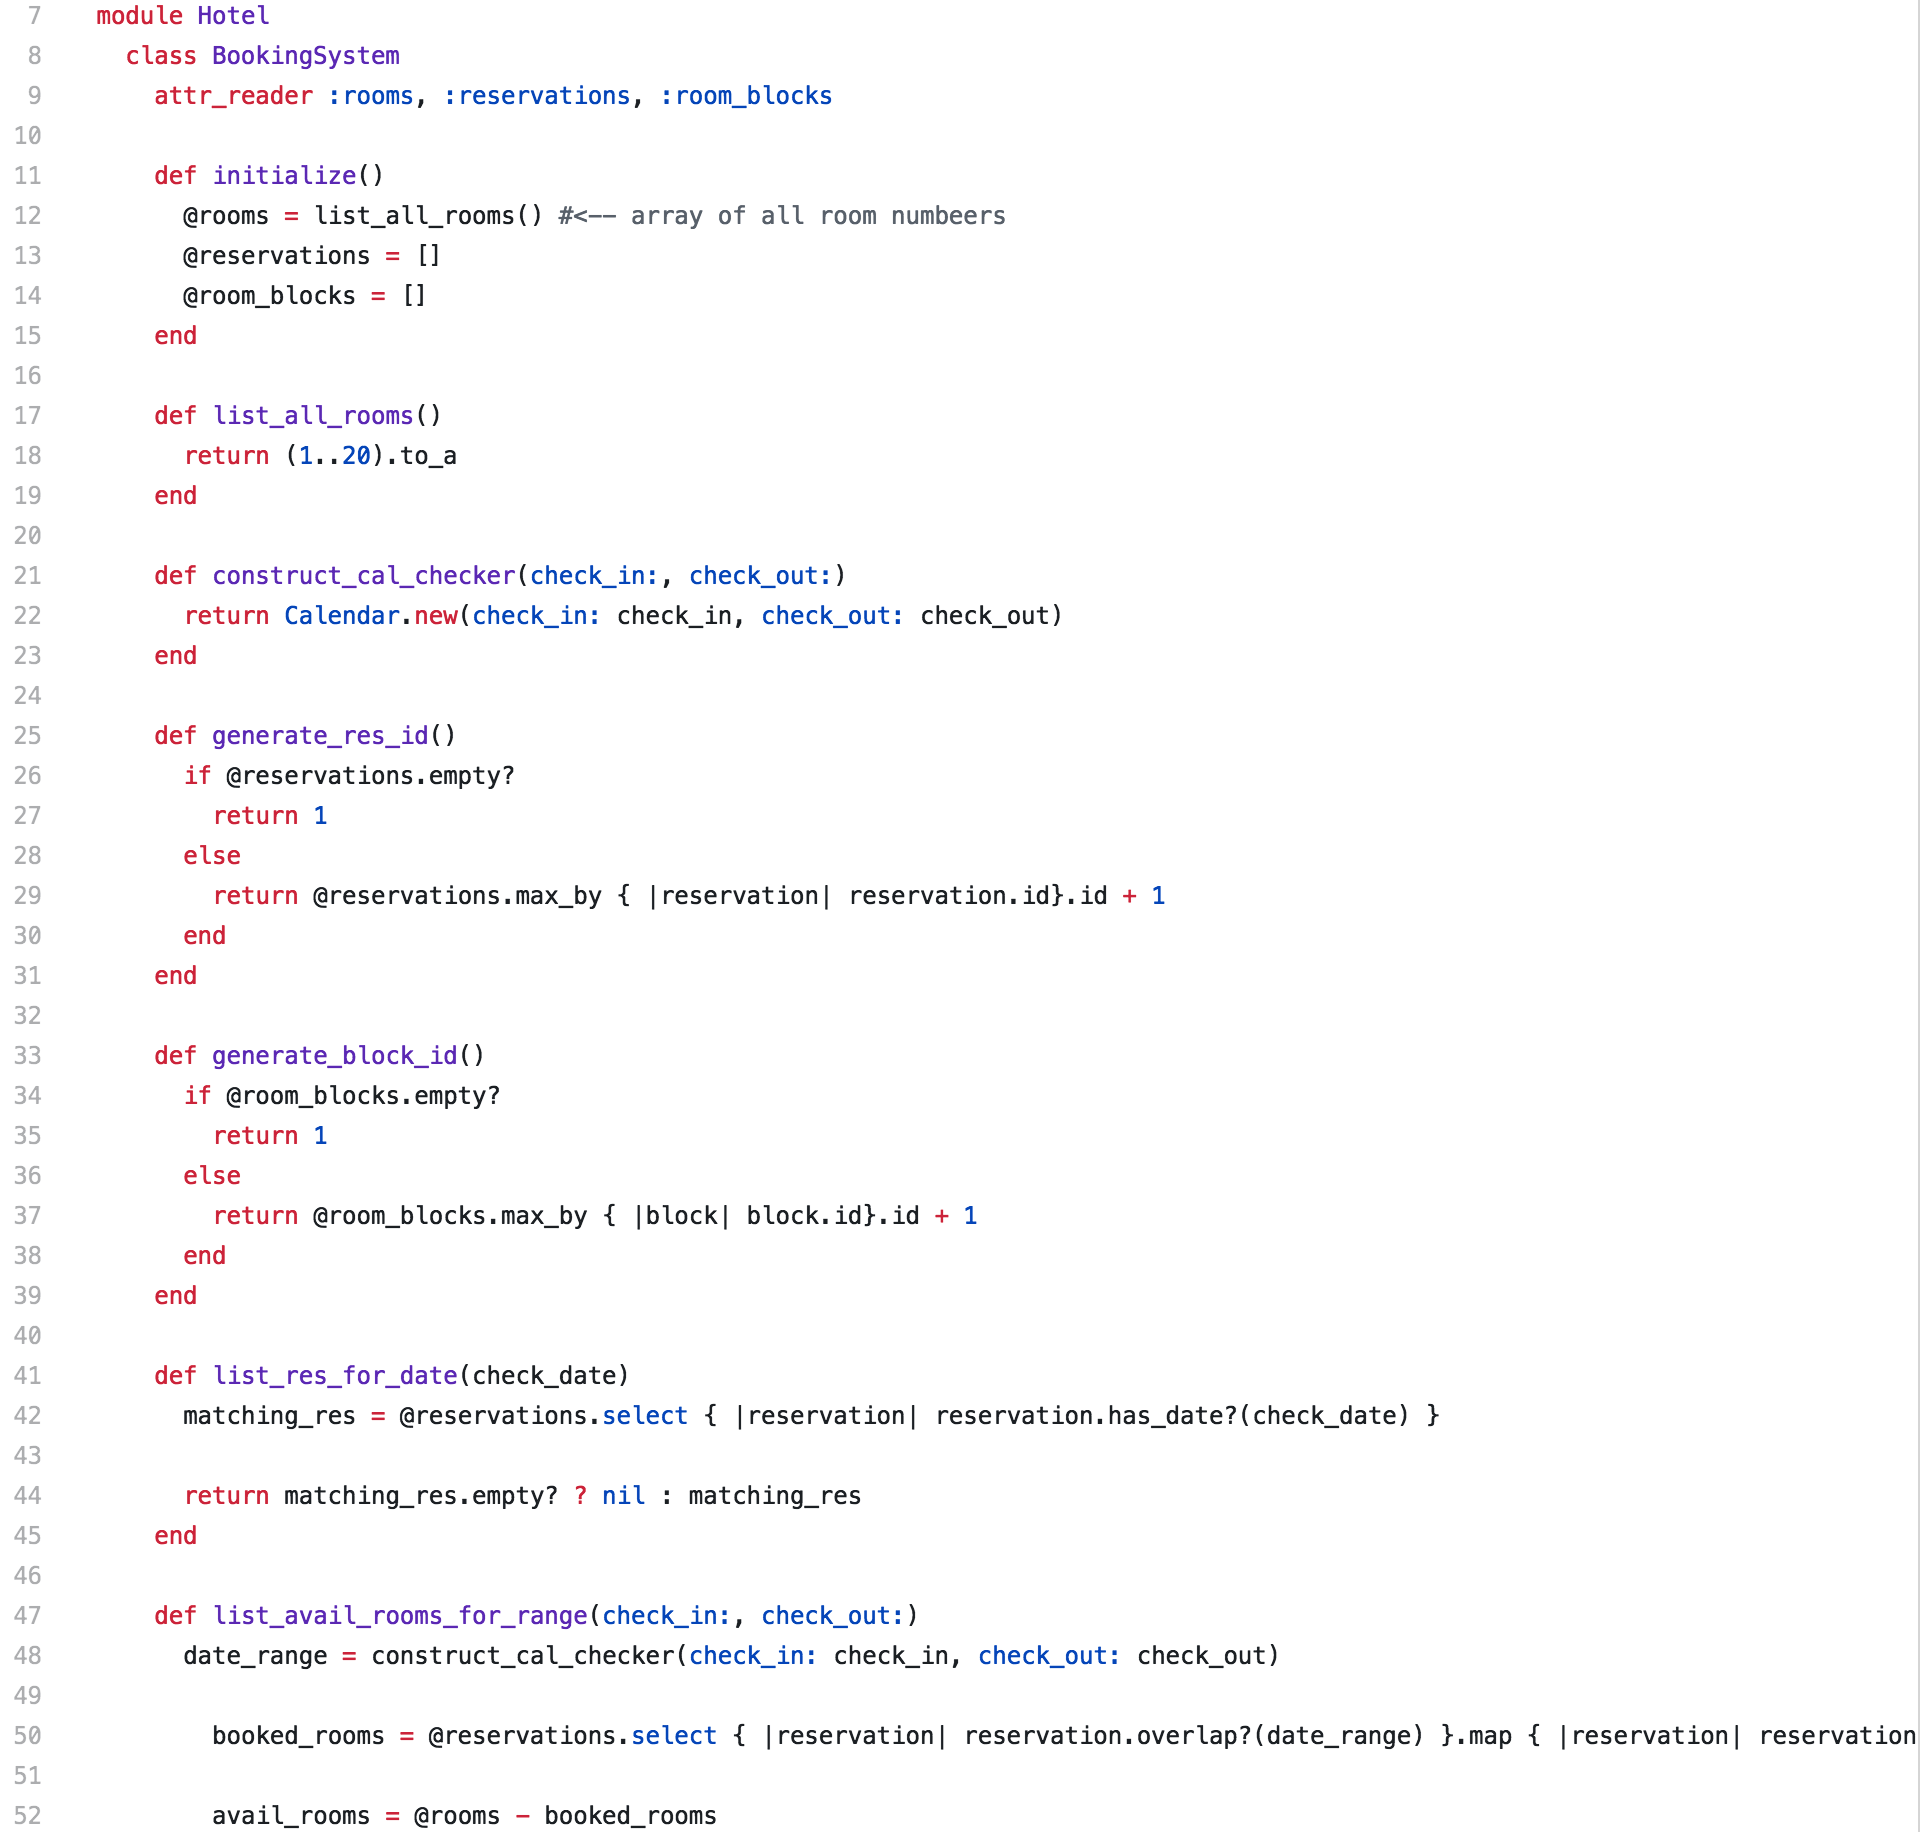 7 module Hotel
8 class BookingSystem
9 attr_reader :rooms, :reservations, :room_blocks
10
11 def initialize()
12 @rooms = list_all_rooms() #<-- array of all room numbeers
13 @reservations = []
14 @room_blocks = []
15 end
16
17 def list_all_rooms()
18 return (1..20).to_a
19 end
20
21 def construct_cal_checker(check_in:, check_out:)
22 return Calendar.new(check_in: check_in, check_out: check_out)
23 end
24
25 def generate_res_id()
26 if @reservations.empty?
27 return 1
28 else
29 return @reservations.max_by { |reservation| reservation.id}.id + 1
30 end
31 end
32
33 def generate_block_id()
34 if @room_blocks.empty?
35 return 1
36 else
37 return @room_blocks.max_by { |block| block.id}.id + 1
38 end
39 end
40
41 def list_res_for_date(check_date)
42 matching_res = @reservations.select { |reservation| reservation.has_date?(check_date) }
43
44 return matching_res.empty? ? nil : matching_res
45 end
46
47 def list_avail_rooms_for_range(check_in:, check_out:)
48 date_range = construct_cal_checker(check_in: check_in, check_out: check_out)
49
50 booked_rooms = @reservations.select { |reservation| reservation.overlap?(date_range) }.map { |reservation| reservation
51
52 avail_rooms = @rooms - booked_rooms